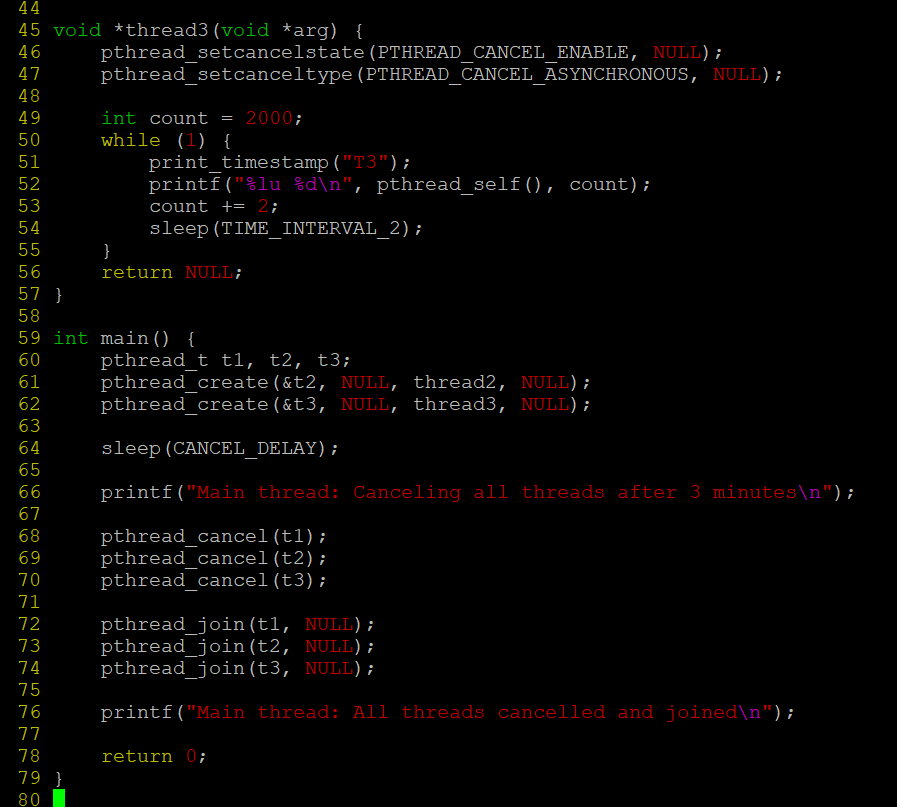 44
45 void *thread3(void *arg) {
46     pthread_setcancelstate(PTHREAD_CANCEL_ENABLE, NULL);
47     pthread_setcanceltype(PTHREAD_CANCEL_ASYNCHRONOUS, NULL);
48
49     int count = 2000;
50     while (1) {
51         print_timestamp("T3");
52         printf("%lu %d\n", pthread_self(), count);
53         count += 2;
54         sleep(TIME_INTERVAL_2);
55     }
56     return NULL;
57 }
58
59 int main() {
60     pthread_t t1, t2, t3;
61     pthread_create(&t2, NULL, thread2, NULL);
62     pthread_create(&t3, NULL, thread3, NULL);
63
64     sleep(CANCEL_DELAY);
65
66     printf("Main thread: Canceling all threads after 3 minutes\n");
67
68     pthread_cancel(t1);
69     pthread_cancel(t2);
70     pthread_cancel(t3);
71
72     pthread_join(t1, NULL);
73     pthread_join(t2, NULL);
74     pthread_join(t3, NULL);
75
76     printf("Main thread: All threads cancelled and joined\n");
77
78     return 0;
79 }
80